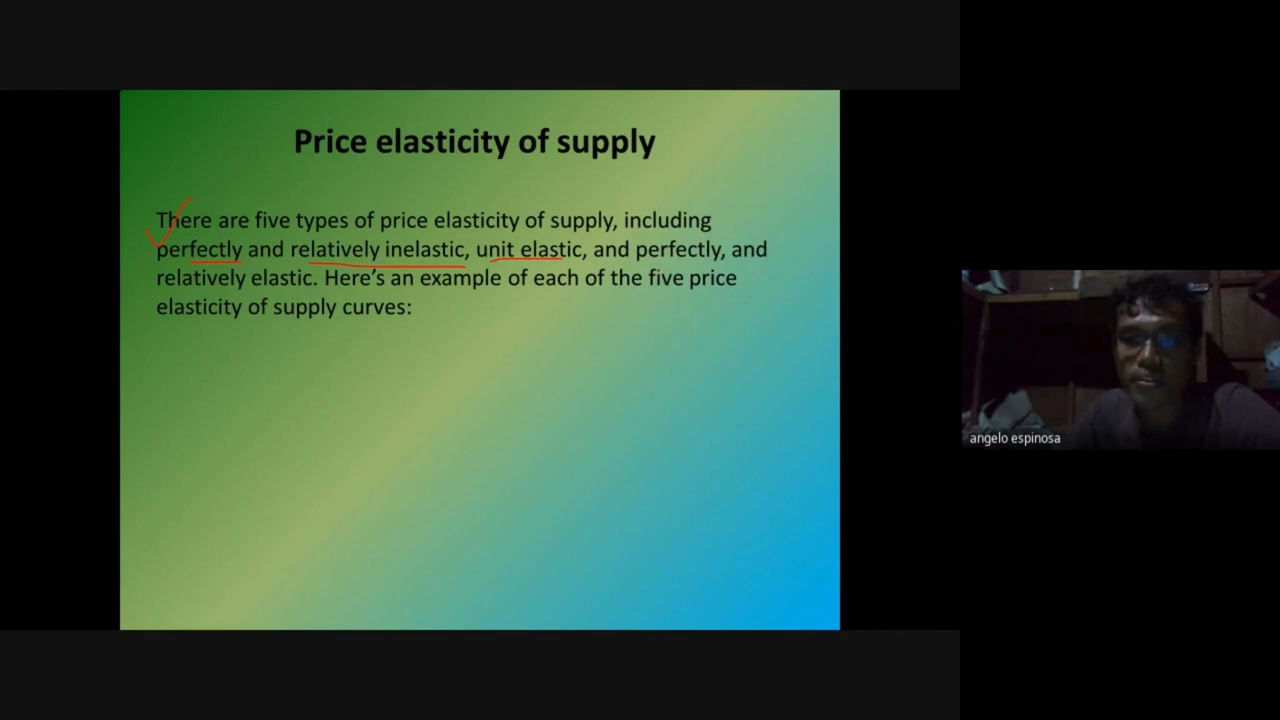 Price elasticity of supply
There are five types of price elasticity of supply, including
perfectly and relatively inelastic, unit elastic, and perfectly, and
relatively elastic. Here’s an example of each of the five price
elasticity of supply curves:
angelo espinosa